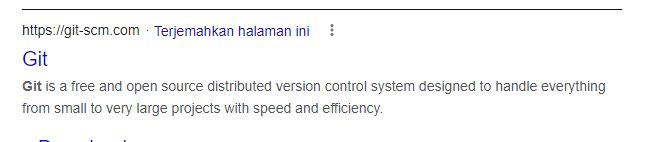 https://git-scm.com · Terjemahkan halaman ini
Git
Git is a free and open source distributed version control system designed to handle everything
from small to very large projects with speed and efficiency.